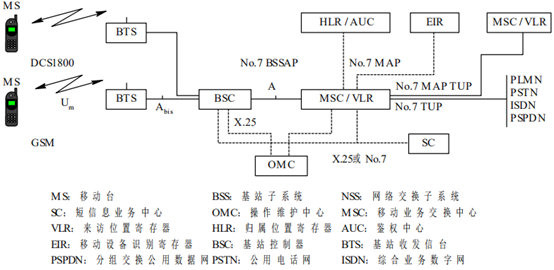 MS
BTS
HLR / AUC
EIR
MSC / VLR
DCS1800
No.7 BSSAP
No.7 MAP
MS
PLMN
BTS
BSC
A
MSC / VLR
No.7 MAP TUP
PSTN
Um
Abis
No.7 TUP
ISDN
X.25
PSPDN
GSM
SC
OMC
X.25或 No.7
MS: 移动台 BSS: 基站子系统 NSS: 网络交换子系统
SC: 短信息业务中心 OMC: 操作维护中心 MSC: 移动业务交换中心
VLR: 来访位置寄存器 HLR: 归属位置寄存器 AUC: 鉴权中心
EIR: 移动设备识别寄存器 BSC: 基站控制器 BTS: 基站收发信台
PSPDN: 分组交换公用数据网 PSTN: 公用电话网 ISDN: 综合业务数字网